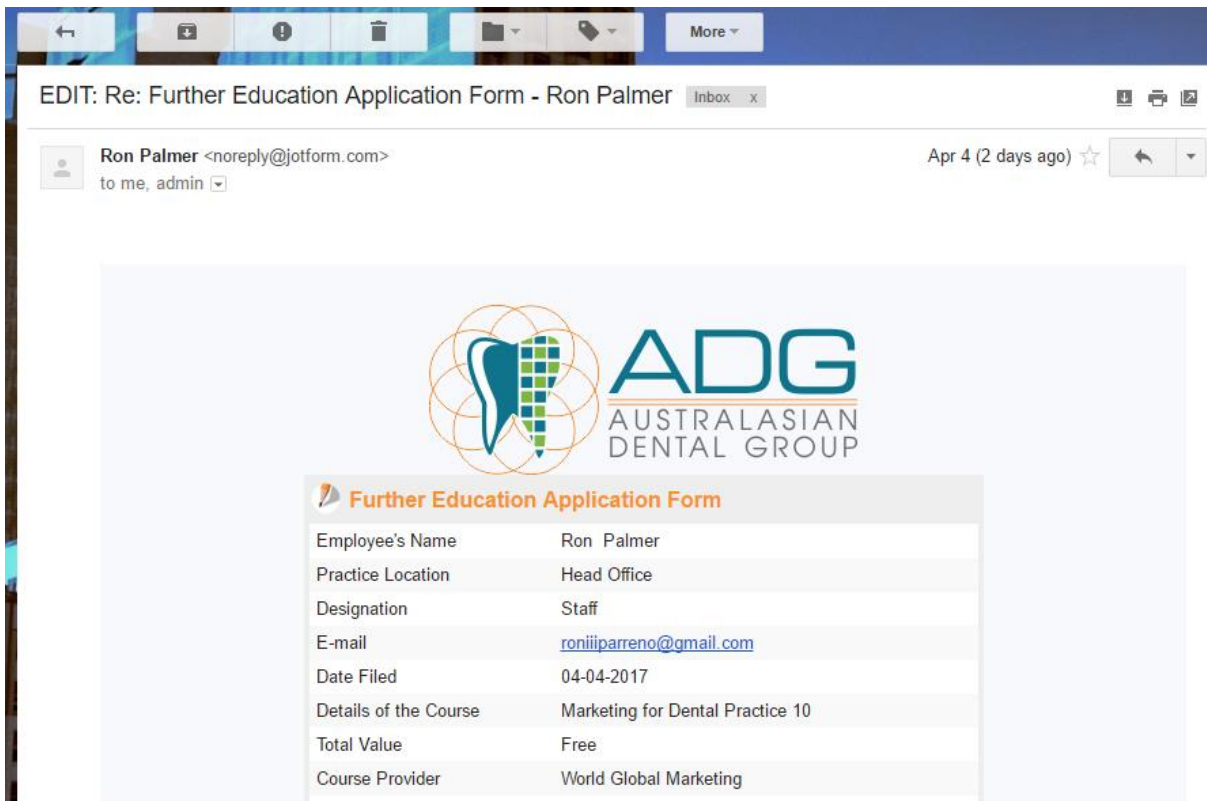 More
EDIT: Re: Further Education Application Form - Ron Palmer Inbox x
Ron Palmer <noreply@jotform.com> Apr 4 (2 days ago)
to me, admin
ADG
AUSTRALASIAN
DENTAL GROUP
Further Education Application Form
Employee's Name Ron Palmer
Practice Location Head Office
Designation Staff
E-mail roniiiparreno@gmail.com
Date Filed 04-04-2017
Details of the Course Marketing for Dental Practice 10
Total Value Free
Course Provider World Global Marketing